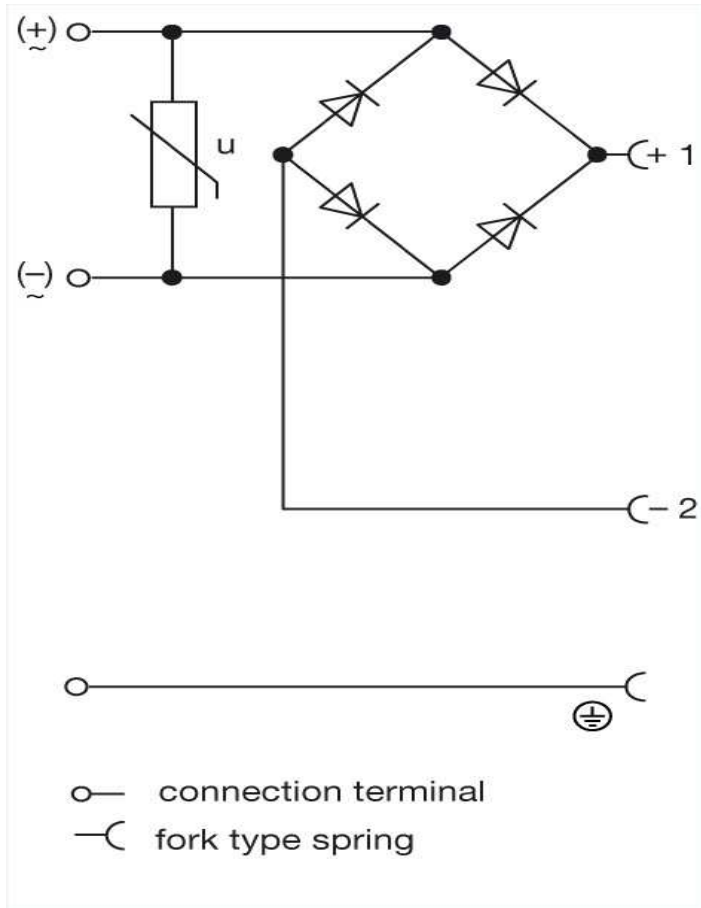 (+)
~
u
+ 1
(−)
~
− 2
connection terminal
fork type spring